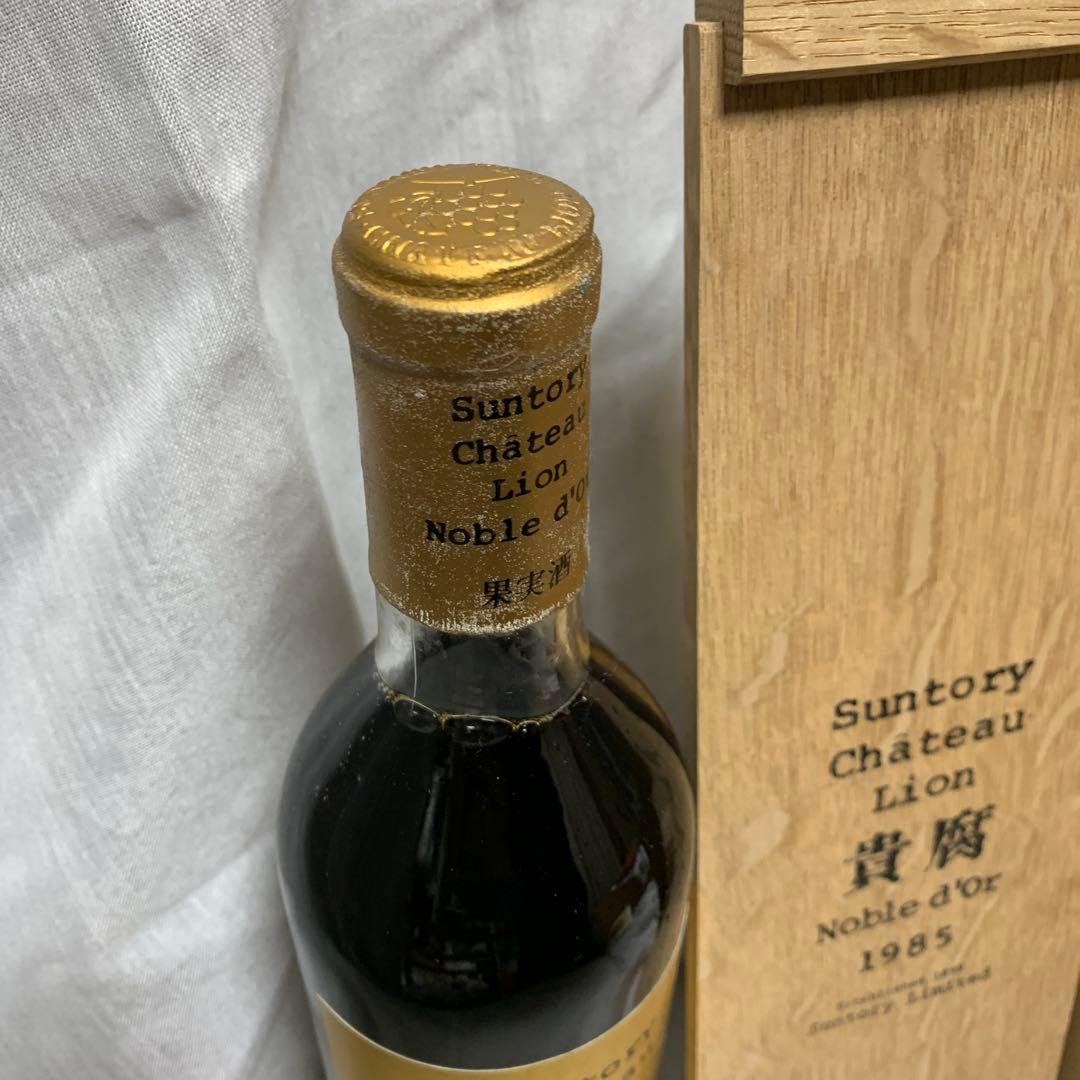 Suntory
Château
Lion
Noble d'Or
果実酒
Suntory
Château
Lion
貴腐
Noble d'Or
1985
Suntory Limited